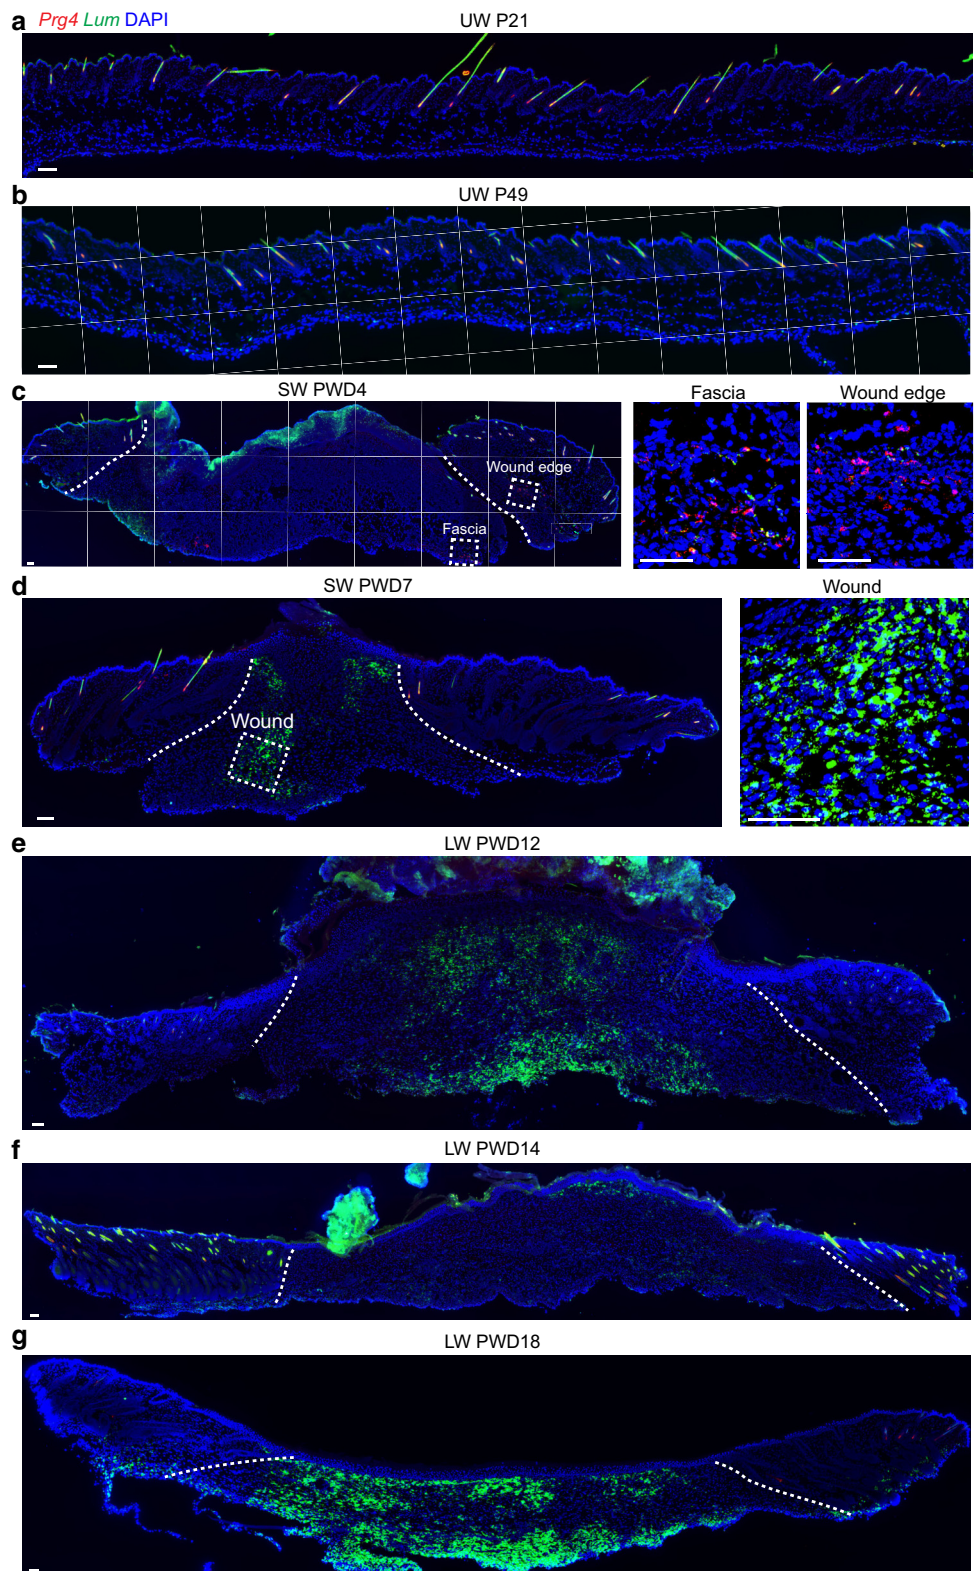 a Prg4 Lum DAPI UW P21
b UW P49
c SW PWD4 Fascia Wound edge
Wound edge
Fascia
d SW PWD7 Wound
Wound
e LW PWD12
f LW PWD14
g LW PWD18